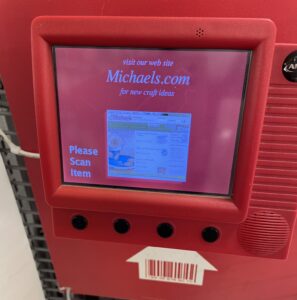 visit our web site
Michaels.com
for new craft ideas
Please
Scan
Item